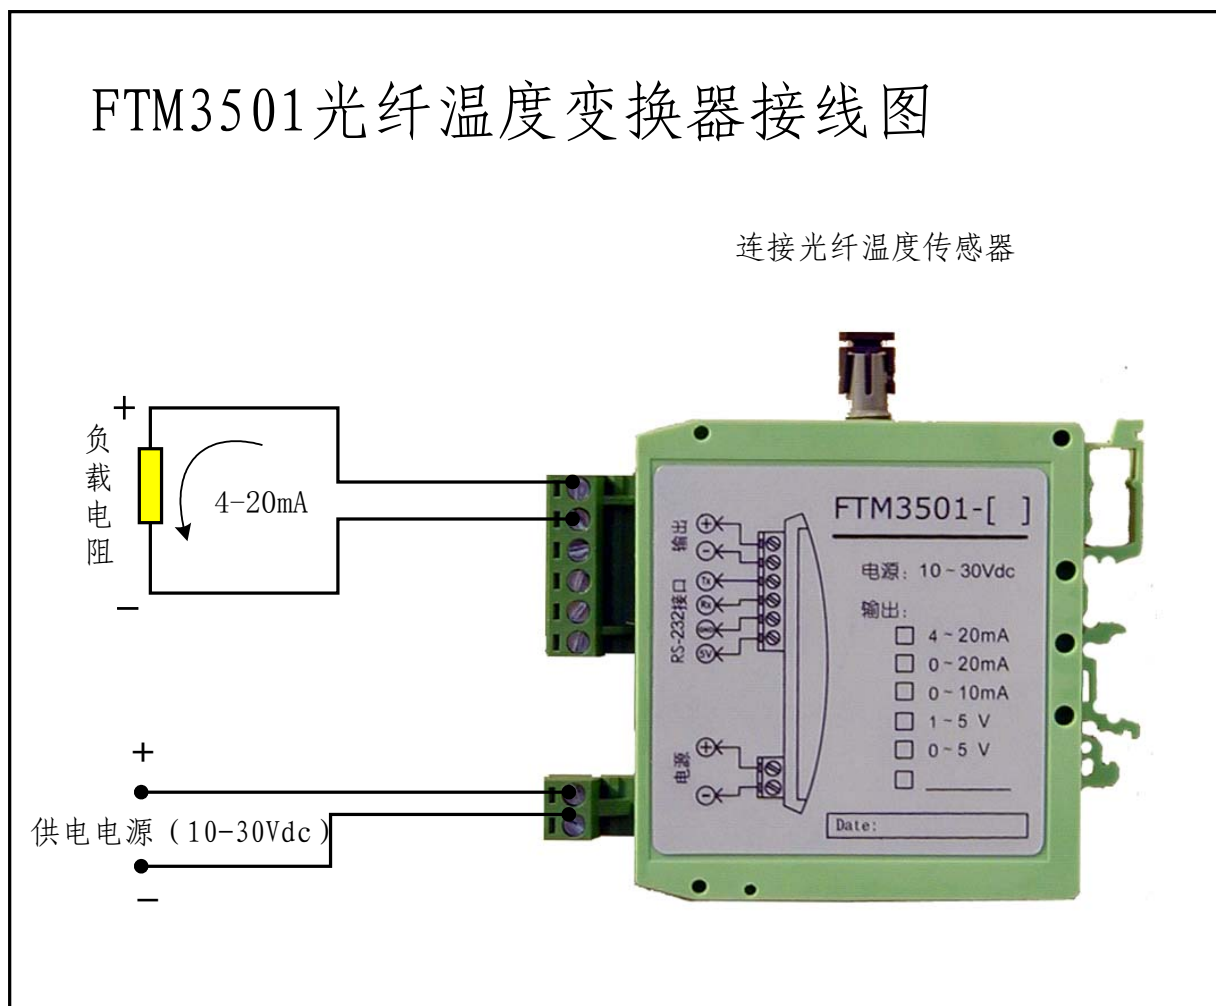 FTM3501光纤温度变换器接线图
连接光纤温度传感器
+
负载电阻
4-20mA
−
+
供电电源（10-30Vdc）
−
FTM3501-[ ]
电源: 10~30Vdc
输出:
4~20mA
0~20mA
0~10mA
1~5 V
0~5 V
Date:
输出
+
−
RS-232接口
5V
电源
+
−